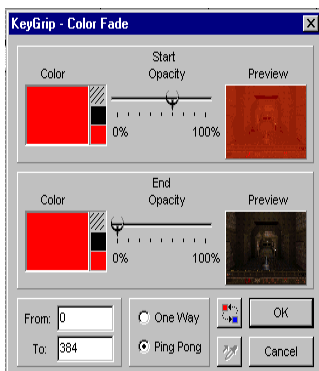 KeyGrip - Color Fade
Start
Color Opacity Preview
0% 100%
End
Color Opacity Preview
0% 100%
From: 0
One Way
OK
To: 384
Ping Pong
Cancel